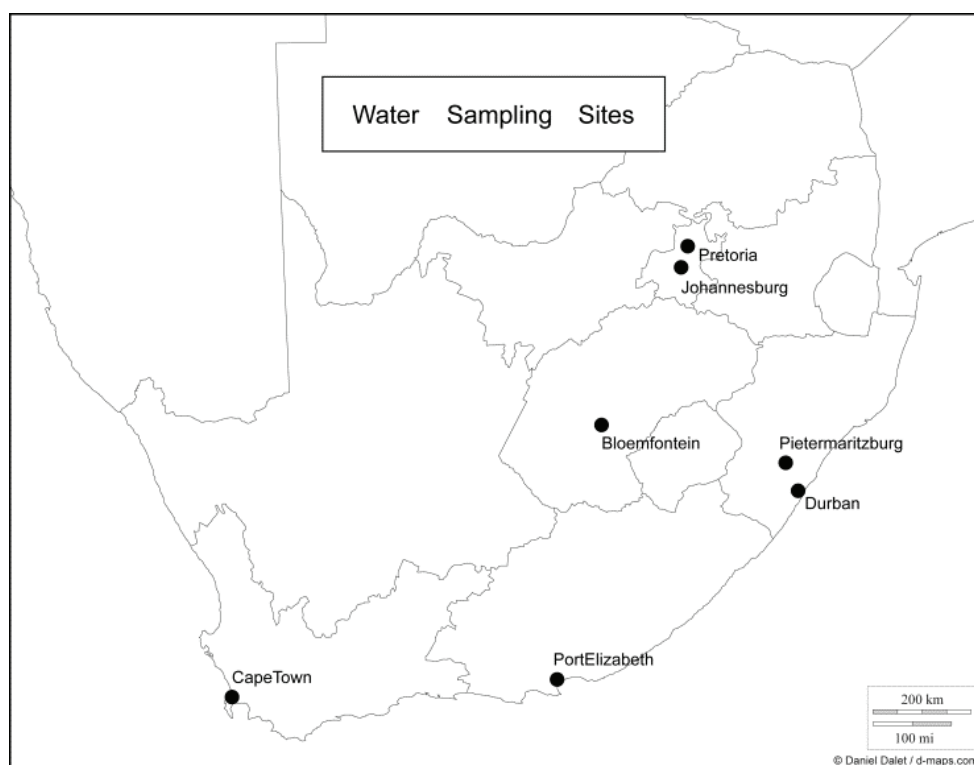 Water Sampling Sites
Pretoria
Johannesburg
Bloemfontein
Pietermaritzburg
Durban
PortElizabeth
CapeTown
200 km
100 mi
© Daniel Dalet / d-maps.com